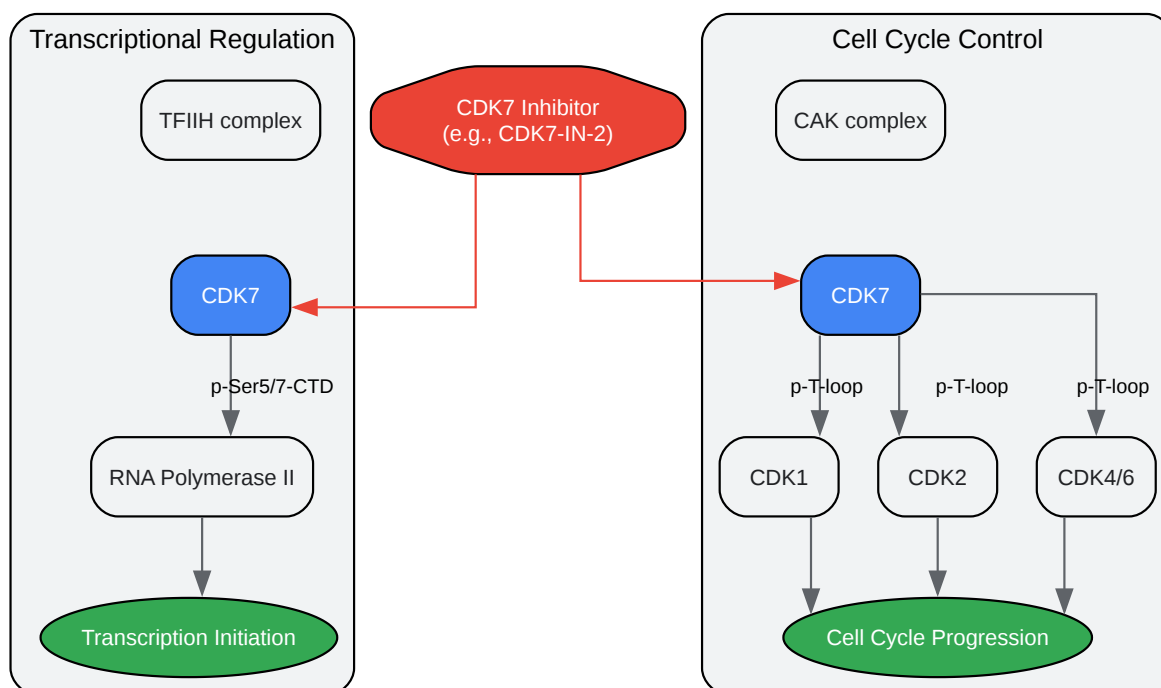 Transcriptional Regulation
TFIIH complex
CDK7
p-Ser5/7-CTD
RNA Polymerase II
Transcription Initiation
CDK7 Inhibitor
(e.g., CDK7-IN-2)
Cell Cycle Control
CAK complex
CDK7
p-T-loop
p-T-loop
p-T-loop
CDK1
CDK2
CDK4/6
Cell Cycle Progression